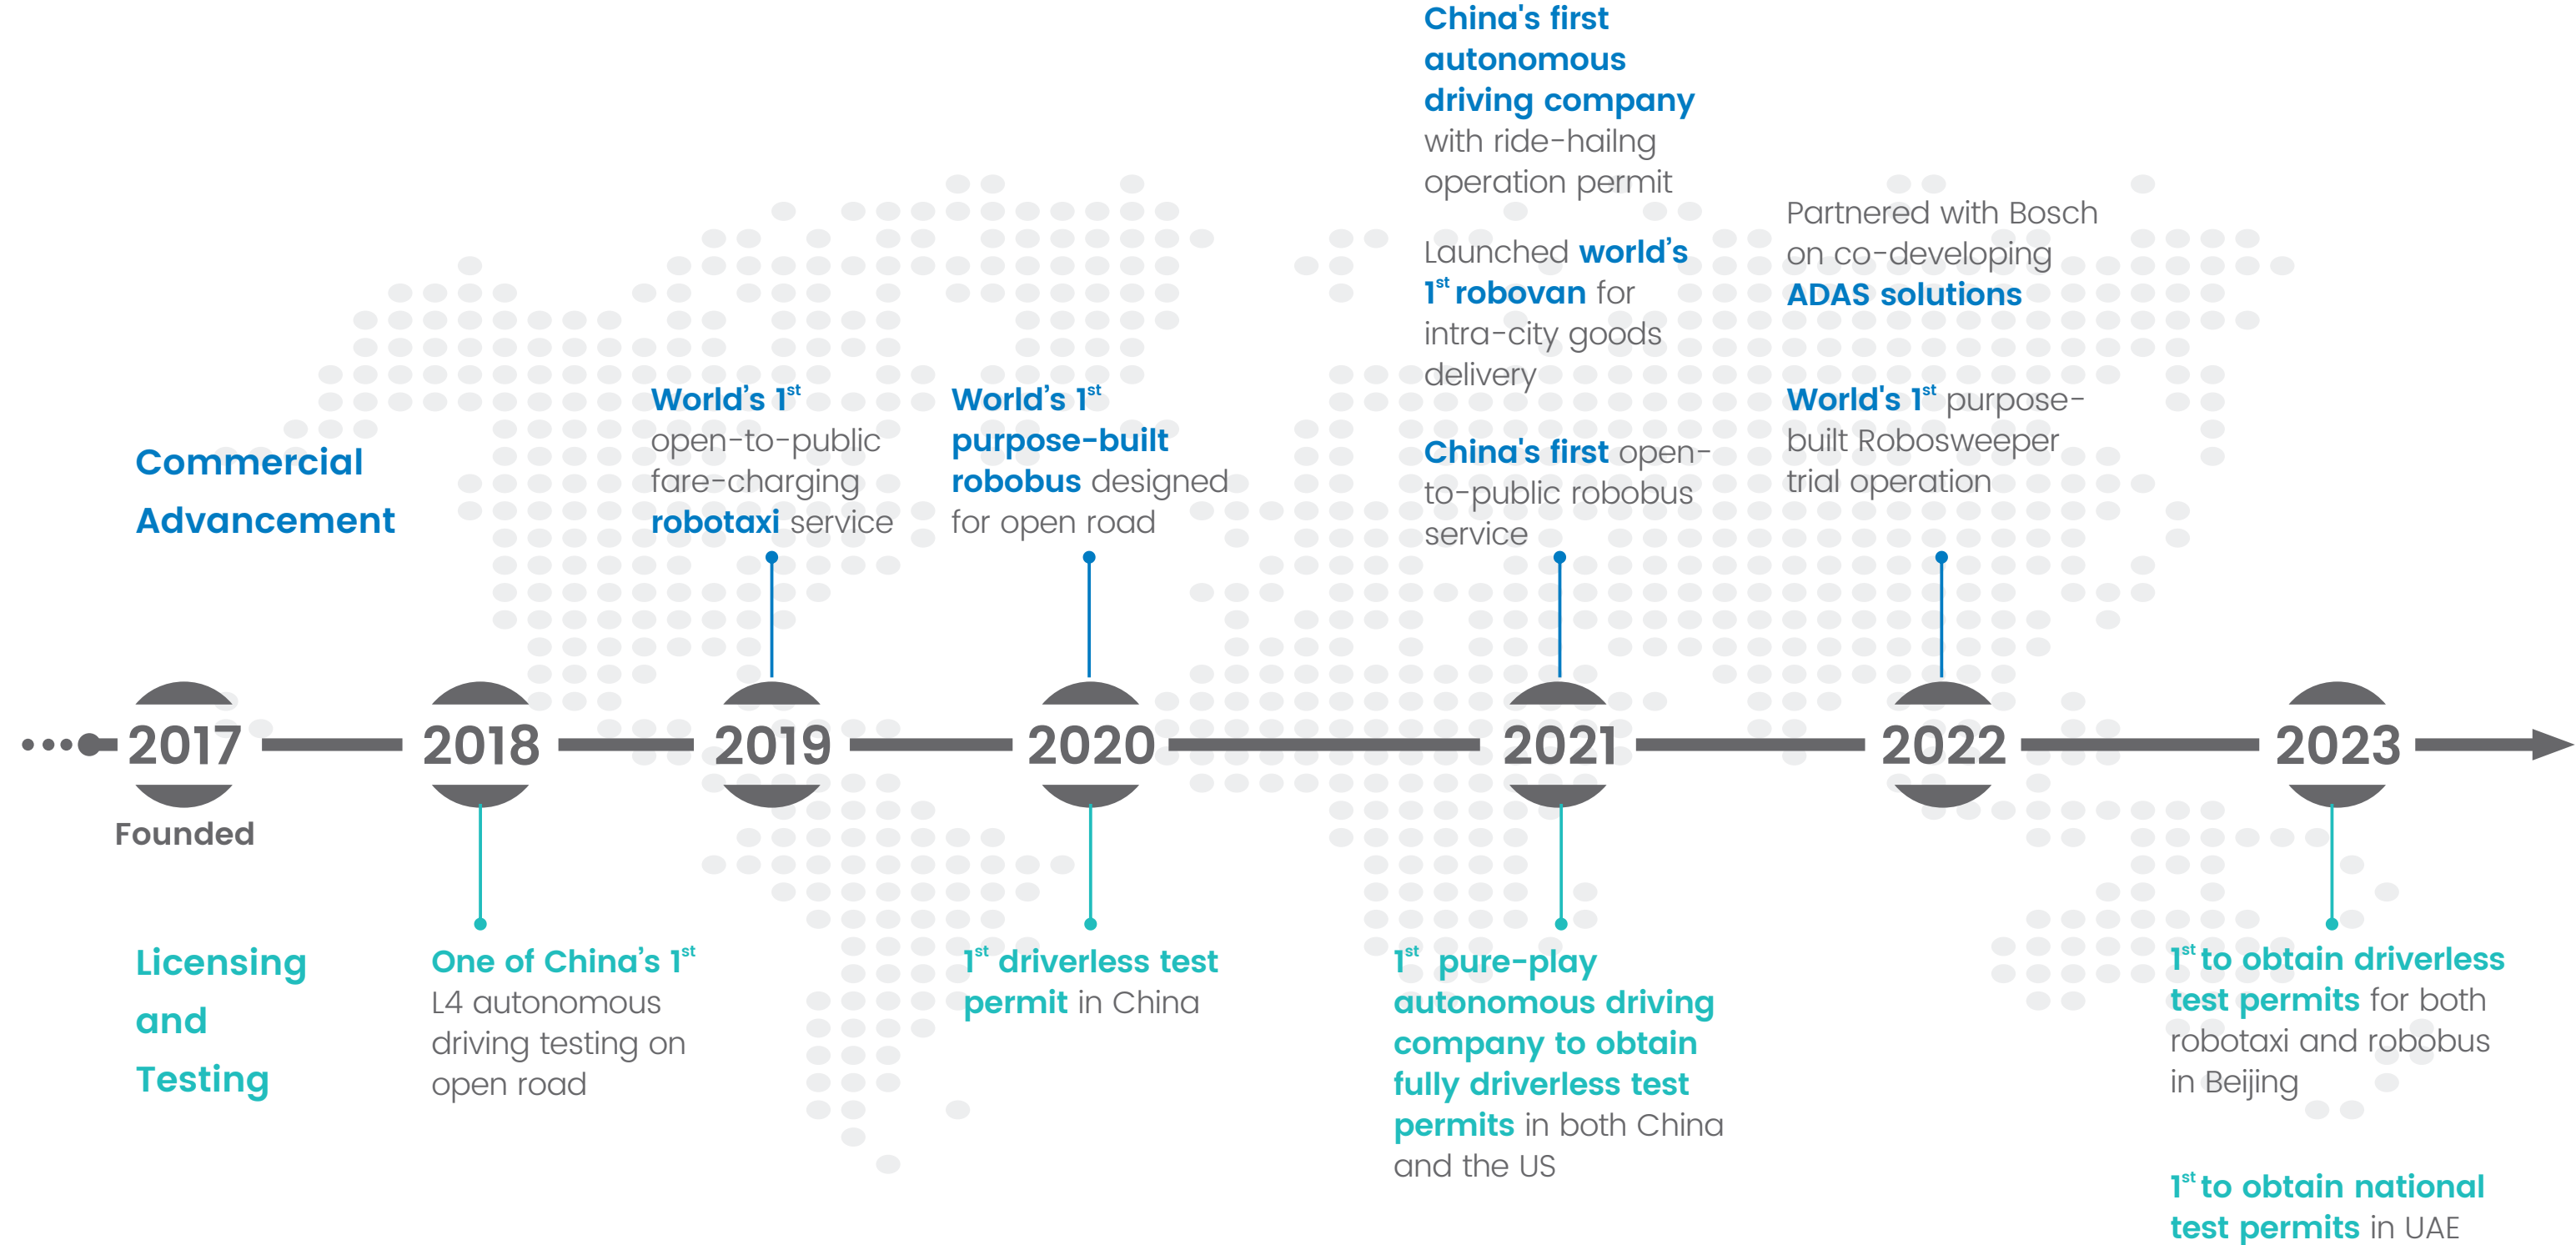 China's first
autonomous
driving company
with ride-hailng
operation permit
Launched world’s
1st robovan for
intra-city goods
delivery
China's first open-
to-public robobus
service
Partnered with Bosch
on co-developing
ADAS solutions
World's 1st purpose-
built Robosweeper
trial operation
World’s 1st
open-to-public
fare-charging
robotaxi service
World’s 1st
purpose-built
robobus designed
for open road
Commercial
Advancement
2017
2018
2019
2020
2021
2022
2023
Founded
Licensing
and
Testing
One of China’s 1st
L4 autonomous
driving testing on
open road
1st driverless test
permit in China
1st pure-play
autonomous driving
company to obtain
fully driverless test
permits in both China
and the US
1st to obtain driverless
test permits for both
robotaxi and robobus
in Beijing
1st to obtain national
test permits in UAE